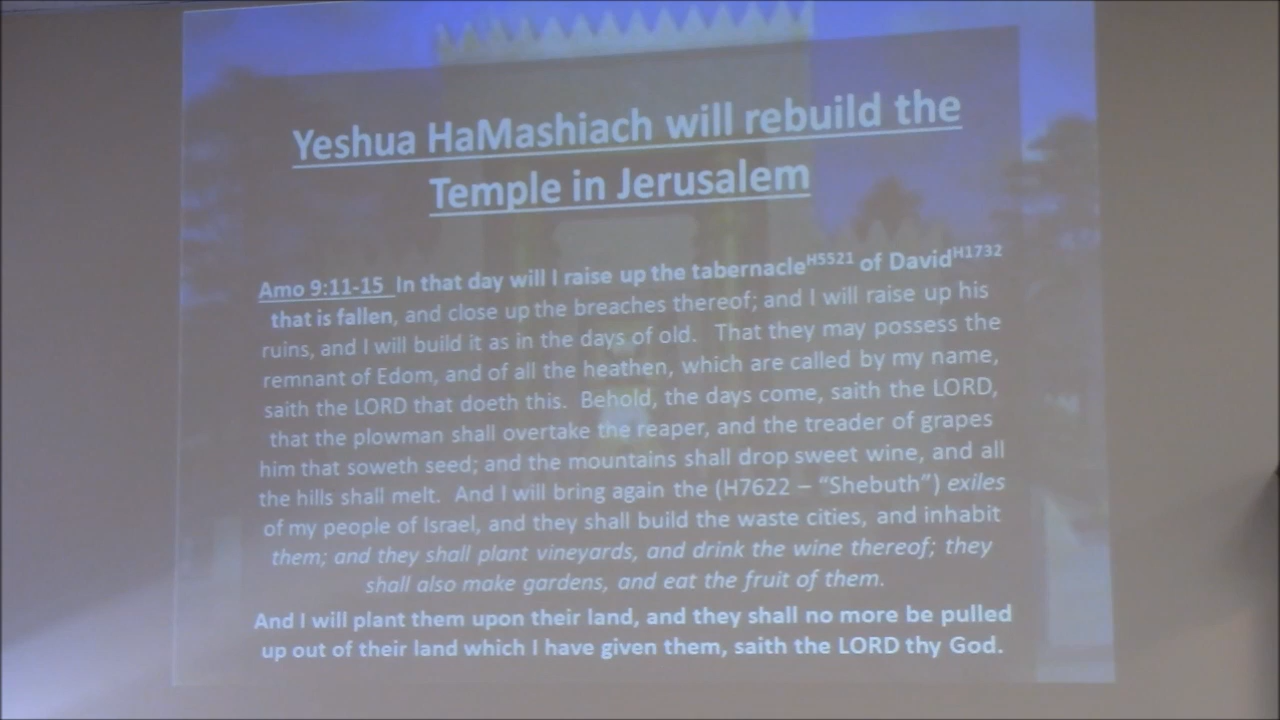 Yeshua HaMashiach will rebuild the
Temple in Jerusalem
Amo 9:11-15 In that day will I raise up the tabernacleH5521 of DavidH1732
that is fallen, and close up the breaches thereof; and I will raise up his
ruins, and I will build it as in the days of old. That they may possess the
remnant of Edom, and of all the heathen, which are called by my name,
saith the LORD that doeth this. Behold, the days come, saith the LORD,
that the plowman shall overtake the reaper, and the treader of grapes
him that soweth seed; and the mountains shall drop sweet wine, and all
the hills shall melt. And I will bring again the (H7622 – “Shebuth”) exiles
of my people of Israel, and they shall build the waste cities, and inhabit
them; and they shall plant vineyards, and drink the wine thereof; they
shall also make gardens, and eat the fruit of them.
And I will plant them upon their land, and they shall no more be pulled
up out of their land which I have given them, saith the LORD thy God.